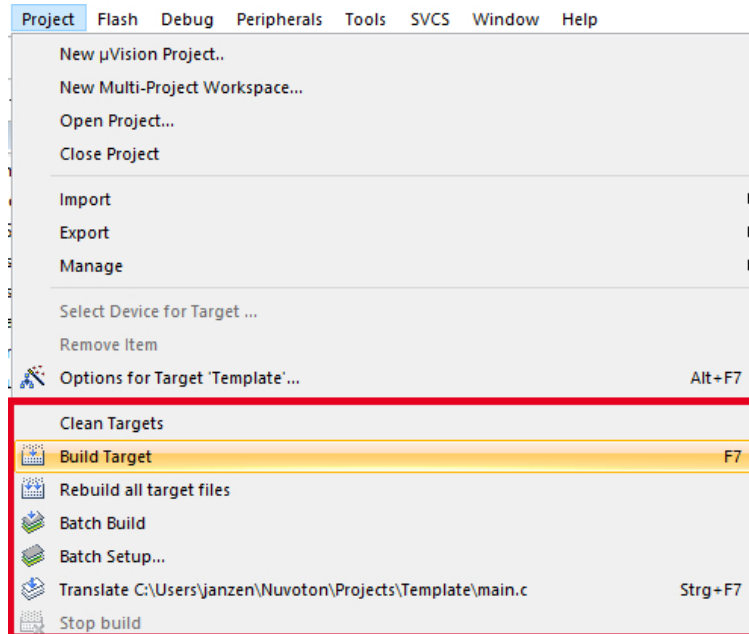 Project Flash Debug Peripherals Tools SVCS Window Help
New µVision Project..
New Multi-Project Workspace...
Open Project...
Close Project
Import
Export
Manage
Select Device for Target ...
Remove Item
Options for Target 'Template'... Alt+F7
Clean Targets
Build Target F7
Rebuild all target files
Batch Build
Batch Setup...
Translate C:\Users\janzen\Nuvoton\Projects\Template\main.c Strg+F7
Stop build